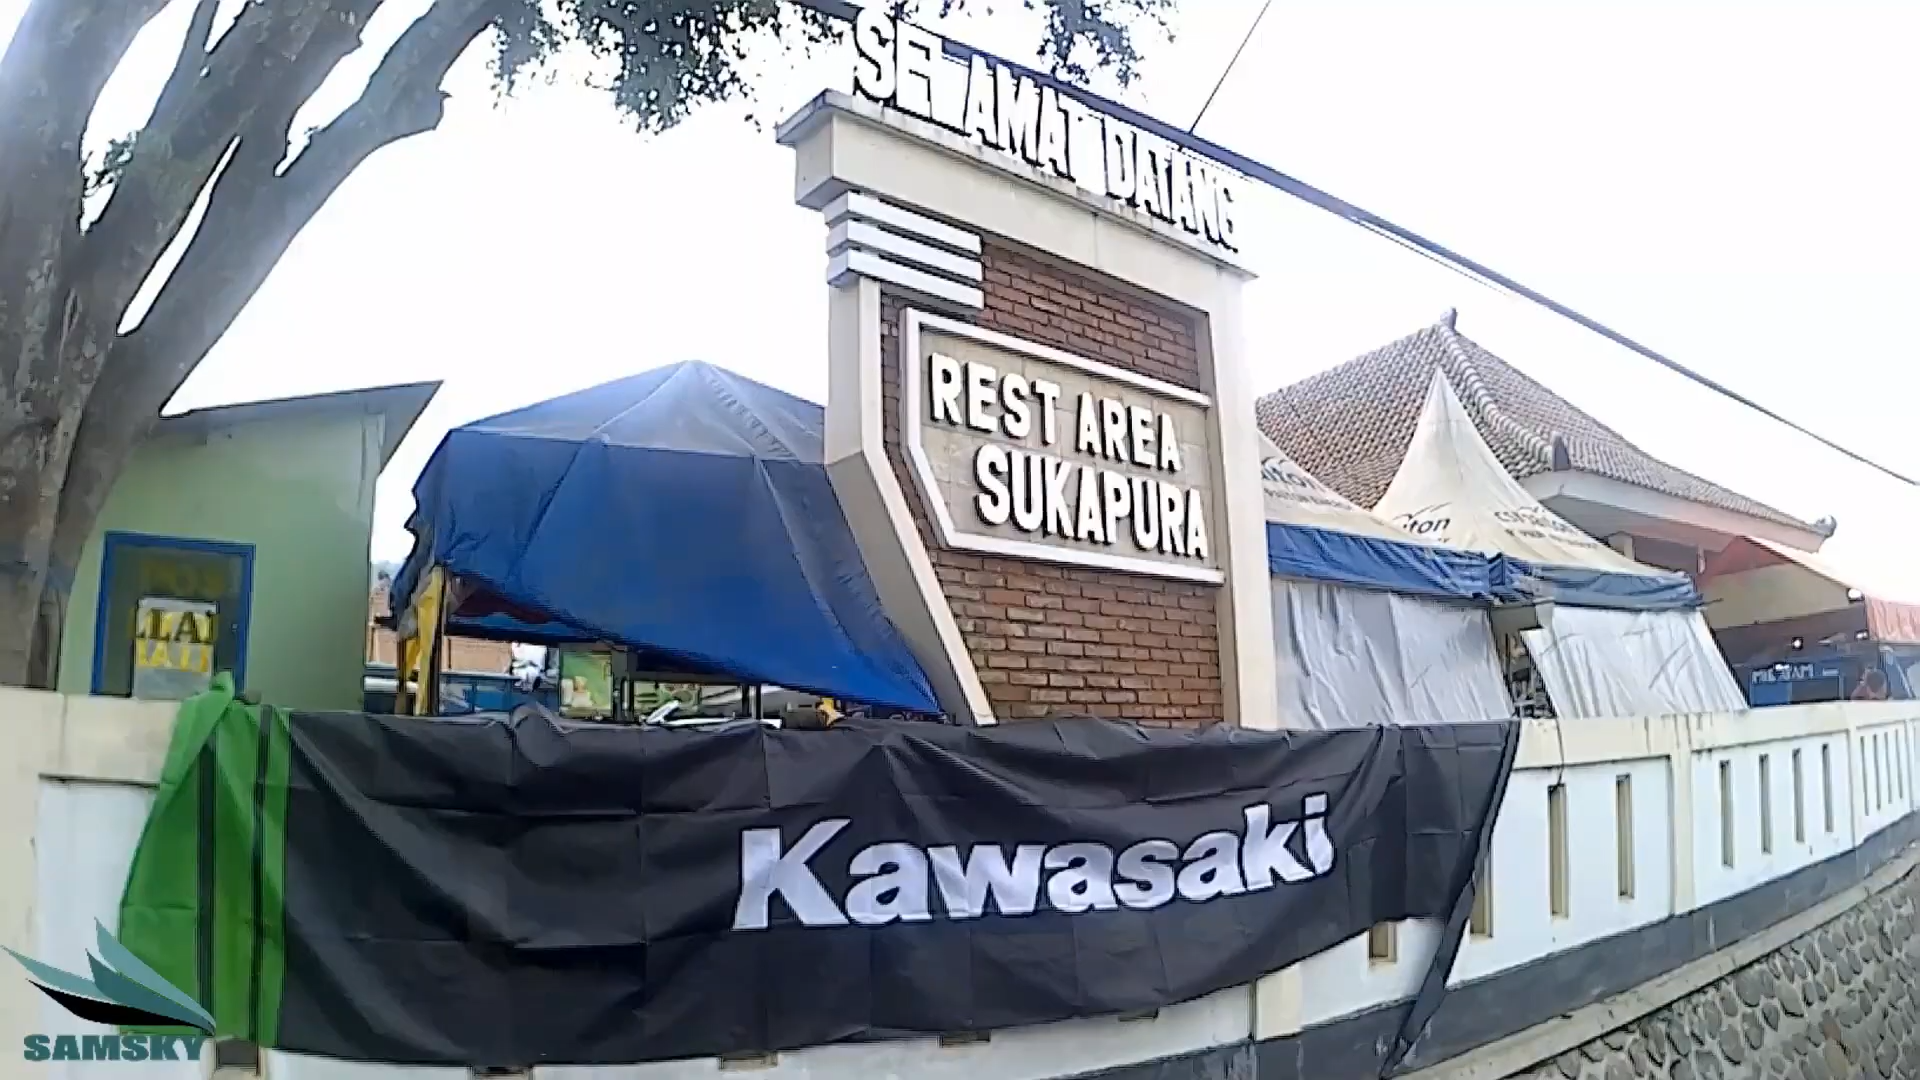 SELAMAT DATANG
REST AREA
SUKAPURA
Kawasaki
SAMSKY